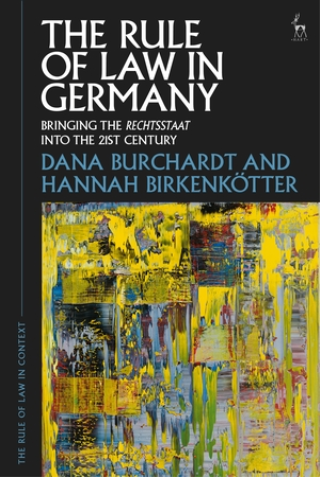 THE RULE
OF LAW IN
GERMANY
BRINGING THE RECHTSSTAAT
INTO THE 21ST CENTURY
DANA BURCHARDT AND
HANNAH BIRKENKÖTTER
THE RULE OF LAW IN CONTEXT